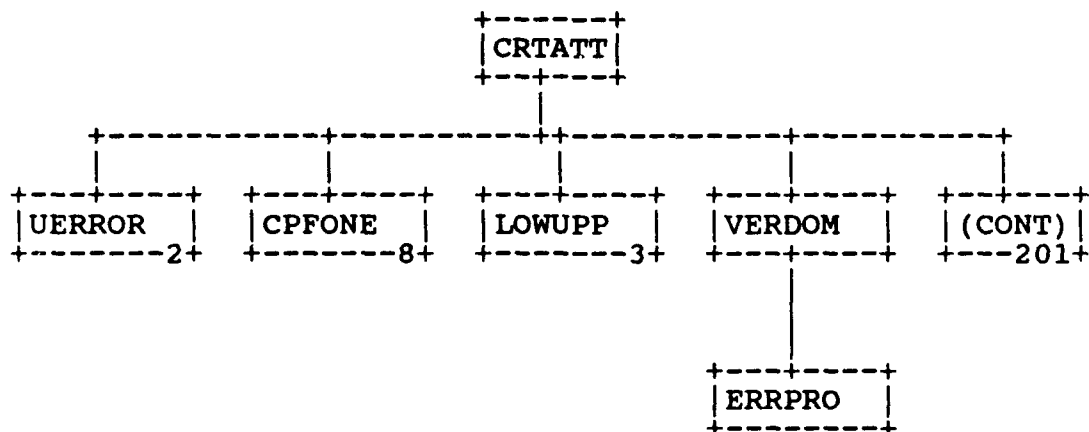 CRTATT
UERROR CPFONE LOWUPP VERDOM (CONT)
2 8 3 201
ERRPRO